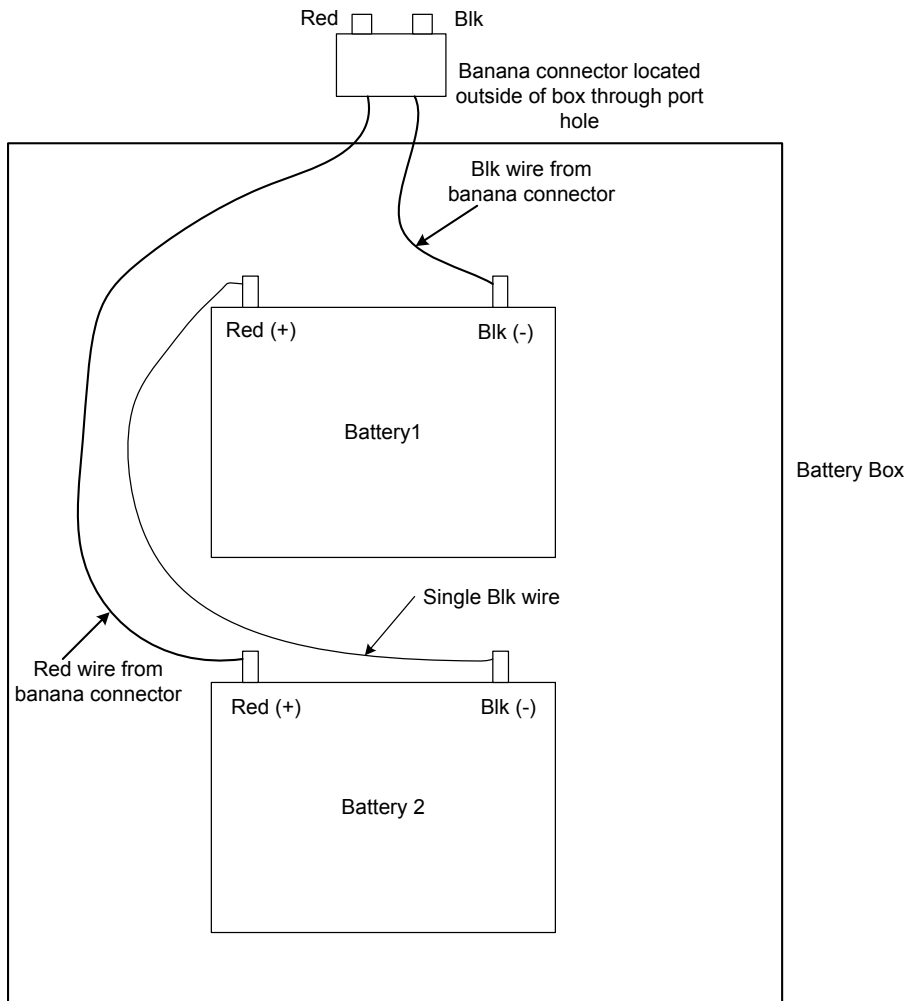 Red
Blk
Banana connector located
outside of box through port
hole
Blk wire from
banana connector
Red (+)
Blk (-)
Battery1
Battery Box
Single Blk wire
Red wire from
banana connector
Red (+)
Blk (-)
Battery 2